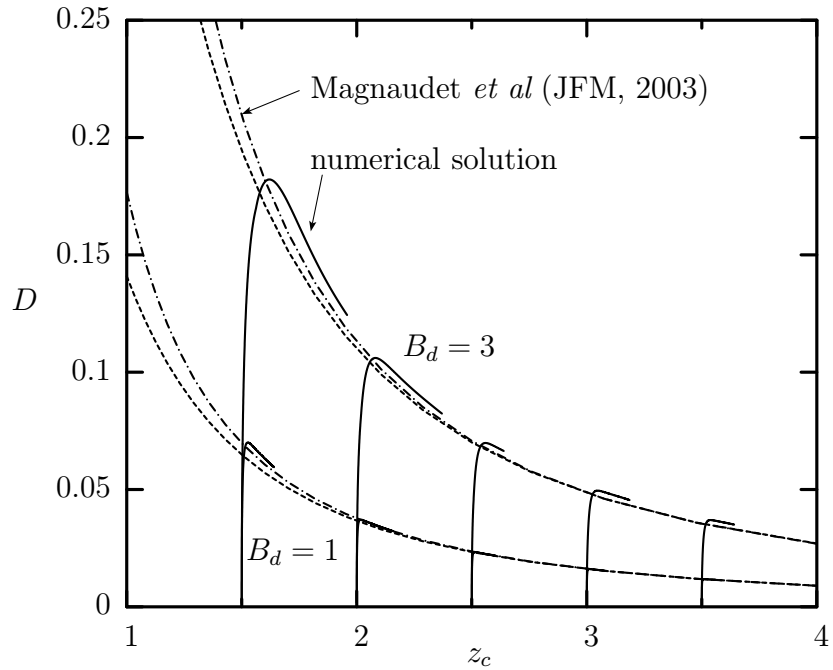 0.25
Magnaudet et al (JFM, 2003)
0.2
numerical solution
0.15
D
B_d = 3
0.1
0.05
B_d = 1
0
1
2
3
4
z_c